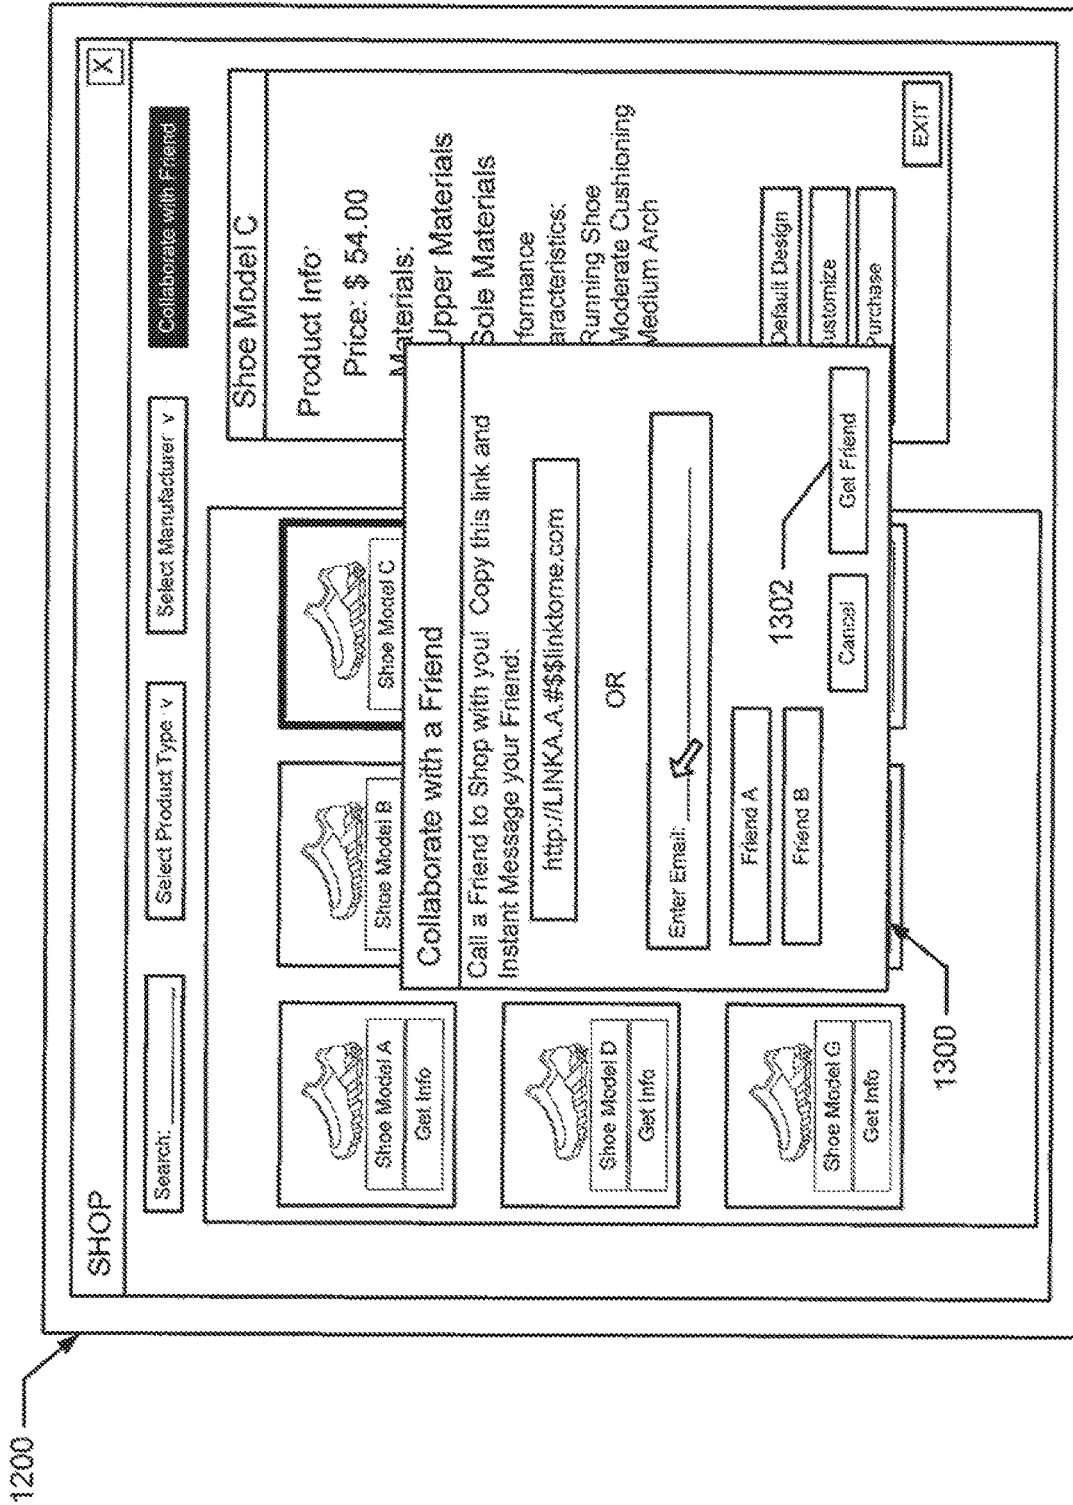 1200
SHOP
X
Search:
Select Product Type v
Select Manufacturer v
Collaborate with Friend
Shoe Model A
Get Info
Shoe Model B
Shoe Model C
Shoe Model D
Get Info
Shoe Model G
Get Info
Shoe Model C
Product Info:
Price: $ 54.00
Materials:
Upper Materials
Sole Materials
formance
aracteristics:
Running Shoe
Moderate Cushioning
Medium Arch
Default Design
ustomize
Purchase
EXIT
Collaborate with a Friend
Call a Friend to Shop with you! Copy this link and
Instant Message your Friend:
http://LINKA.A.#$$linktome.com
OR
Enter Email:
Friend A
Friend B
Cancel
Get Friend
1302
1300